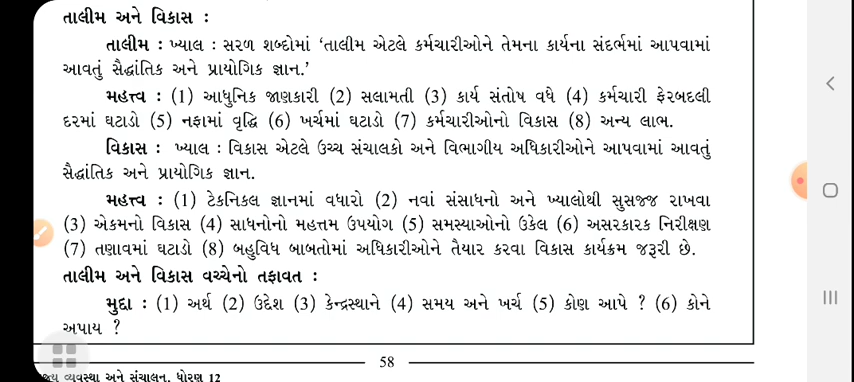 તાલીમ અને વિકાસ :
તાલીમ : ખ્યાલ : સરળ શબ્દોમાં ‘તાલીમ એટલે કર્મચારીઓને તેમના કાર્યના સંદર્ભમાં આપવામાં
આવતું સૈદ્ધાંતિક અને પ્રાયોગિક જ્ઞાન.’
મહત્ત્વ : (1) આધુનિક જાણકારી (2) સલામતી (3) કાર્ય સંતોષ વધે (4) કર્મચારી ફેરબદલી
દરમાં ઘટાડો (5) નફામાં વૃદ્ધિ (6) ખર્ચમાં ઘટાડો (7) કર્મચારીઓનો વિકાસ (8) અન્ય લાભ.
વિકાસ : ખ્યાલ : વિકાસ એટલે ઉચ્ચ સંચાલકો અને વિભાગીય અધિકારીઓને આપવામાં આવતું
સૈદ્ધાંતિક અને પ્રાયોગિક જ્ઞાન.
મહત્ત્વ : (1) ટેકનિકલ જ્ઞાનમાં વધારો (2) નવાં સંસાધનો અને ખ્યાલોથી સુસજ્જ રાખવા
(3) એકમનો વિકાસ (4) સાધનોનો મહત્તમ ઉપયોગ (5) સમસ્યાઓનો ઉકેલ (6) અસરકારક નિરીક્ષણ
(7) તણાવમાં ઘટાડો (8) બહુવિધ બાબતોમાં અધિકારીઓને તૈયાર કરવા વિકાસ કાર્યક્રમ જરૂરી છે.
તાલીમ અને વિકાસ વચ્ચેનો તફાવત :
મુદ્દા : (1) અર્થ (2) ઉદ્દેશ (3) કેન્દ્રસ્થાને (4) સમય અને ખર્ચ (5) કોણ આપે ? (6) કોને
અપાય ?
58
વ્યવસ્થા અને સંચાલન, ધોરણ 12